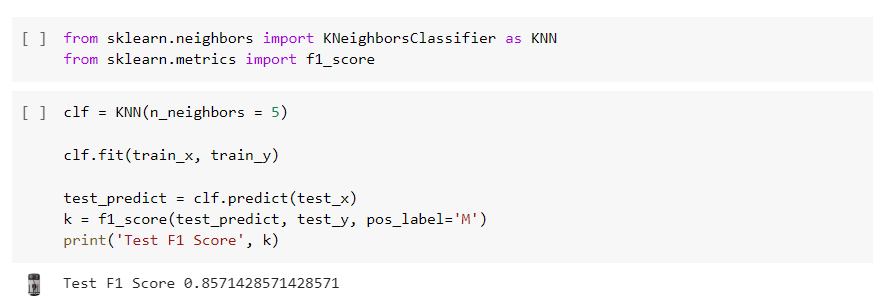 [ ] from sklearn.neighbors import KNeighborsClassifier as KNN
from sklearn.metrics import f1_score
[ ] clf = KNN(n_neighbors = 5)
clf.fit(train_x, train_y)
test_predict = clf.predict(test_x)
k = f1_score(test_predict, test_y, pos_label='M')
print('Test F1 Score', k)
Test F1 Score 0.8571428571428571